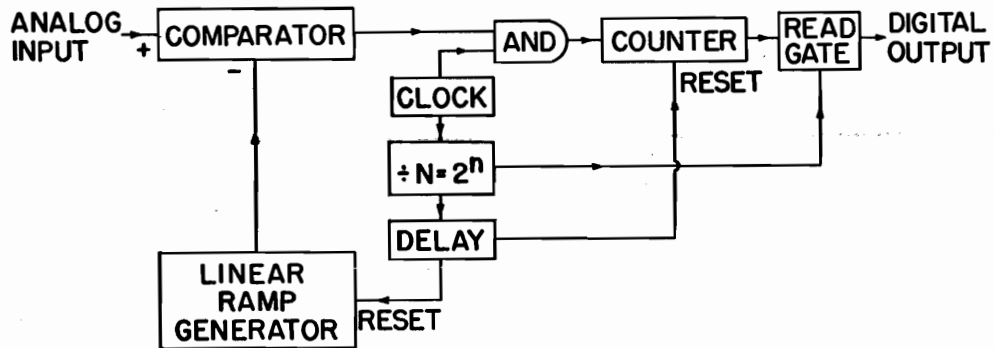 ANALOG
INPUT
+
COMPARATOR
-
AND
COUNTER
RESET
READ
GATE
DIGITAL
OUTPUT
CLOCK
÷ N = 2ⁿ
DELAY
LINEAR
RAMP
GENERATOR
RESET